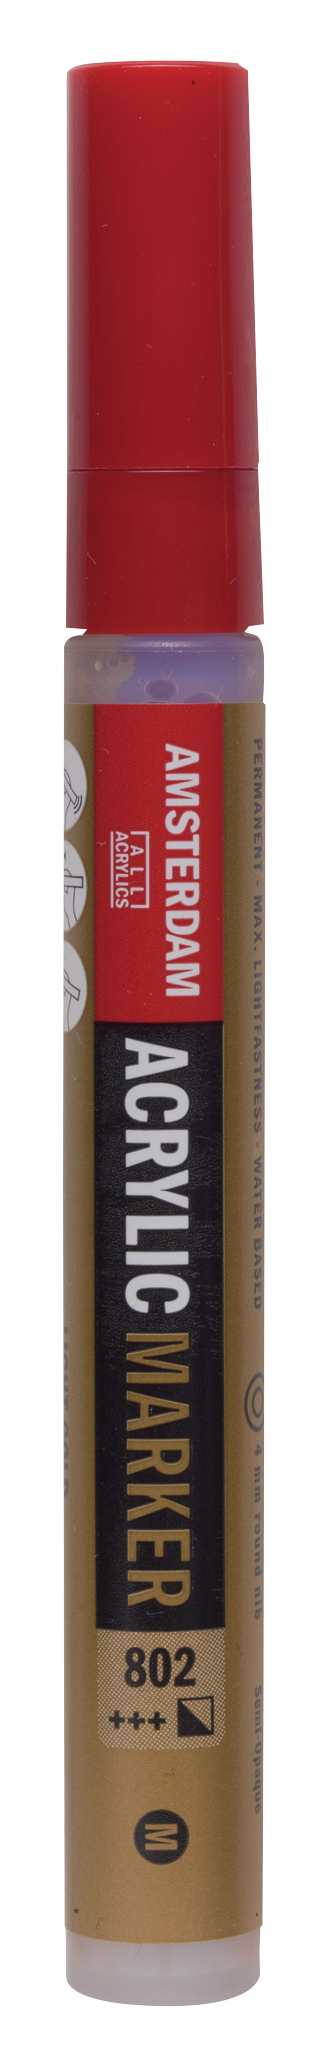 AMSTERDAM
ALL
ACRYLICS
ACRYLIC MARKER
802
+++
M
PERMANENT - MAX. LIGHTFASTNESS - WATER BASED
4 mm round nib
Semi-Opaque